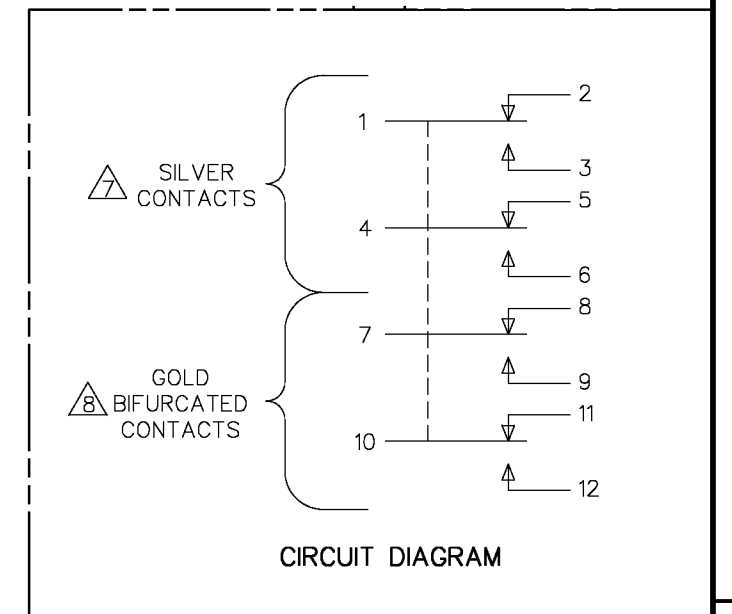 2
1
SILVER
7
CONTACTS
3
5
4
6
8
7
GOLD
9
8 BIFURCATED
CONTACTS
11
10
12
CIRCUIT DIAGRAM